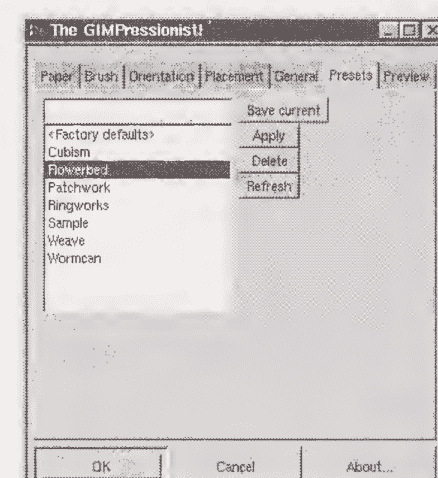 The GIMPressionist!
Paper Brush Orientation Placement General Presets Preview
Save current
<Factory defaults>
Apply
Cubism
Delete
Flowerbed
Refresh
Patchwork
Ringworks
Sample
Weave
Wormcan
OK Cancel About...